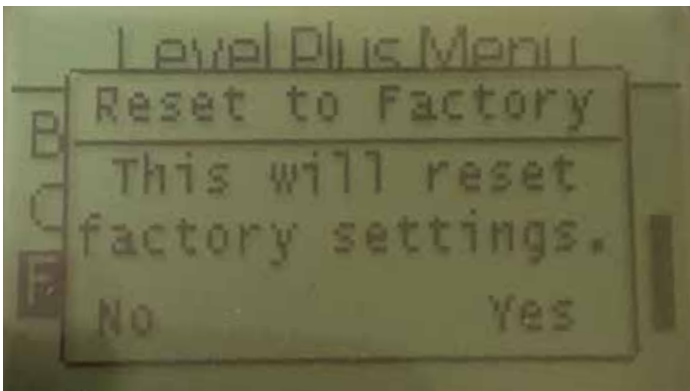 Level Plus Menu
Reset to Factory
This will reset
factory settings.
No Yes